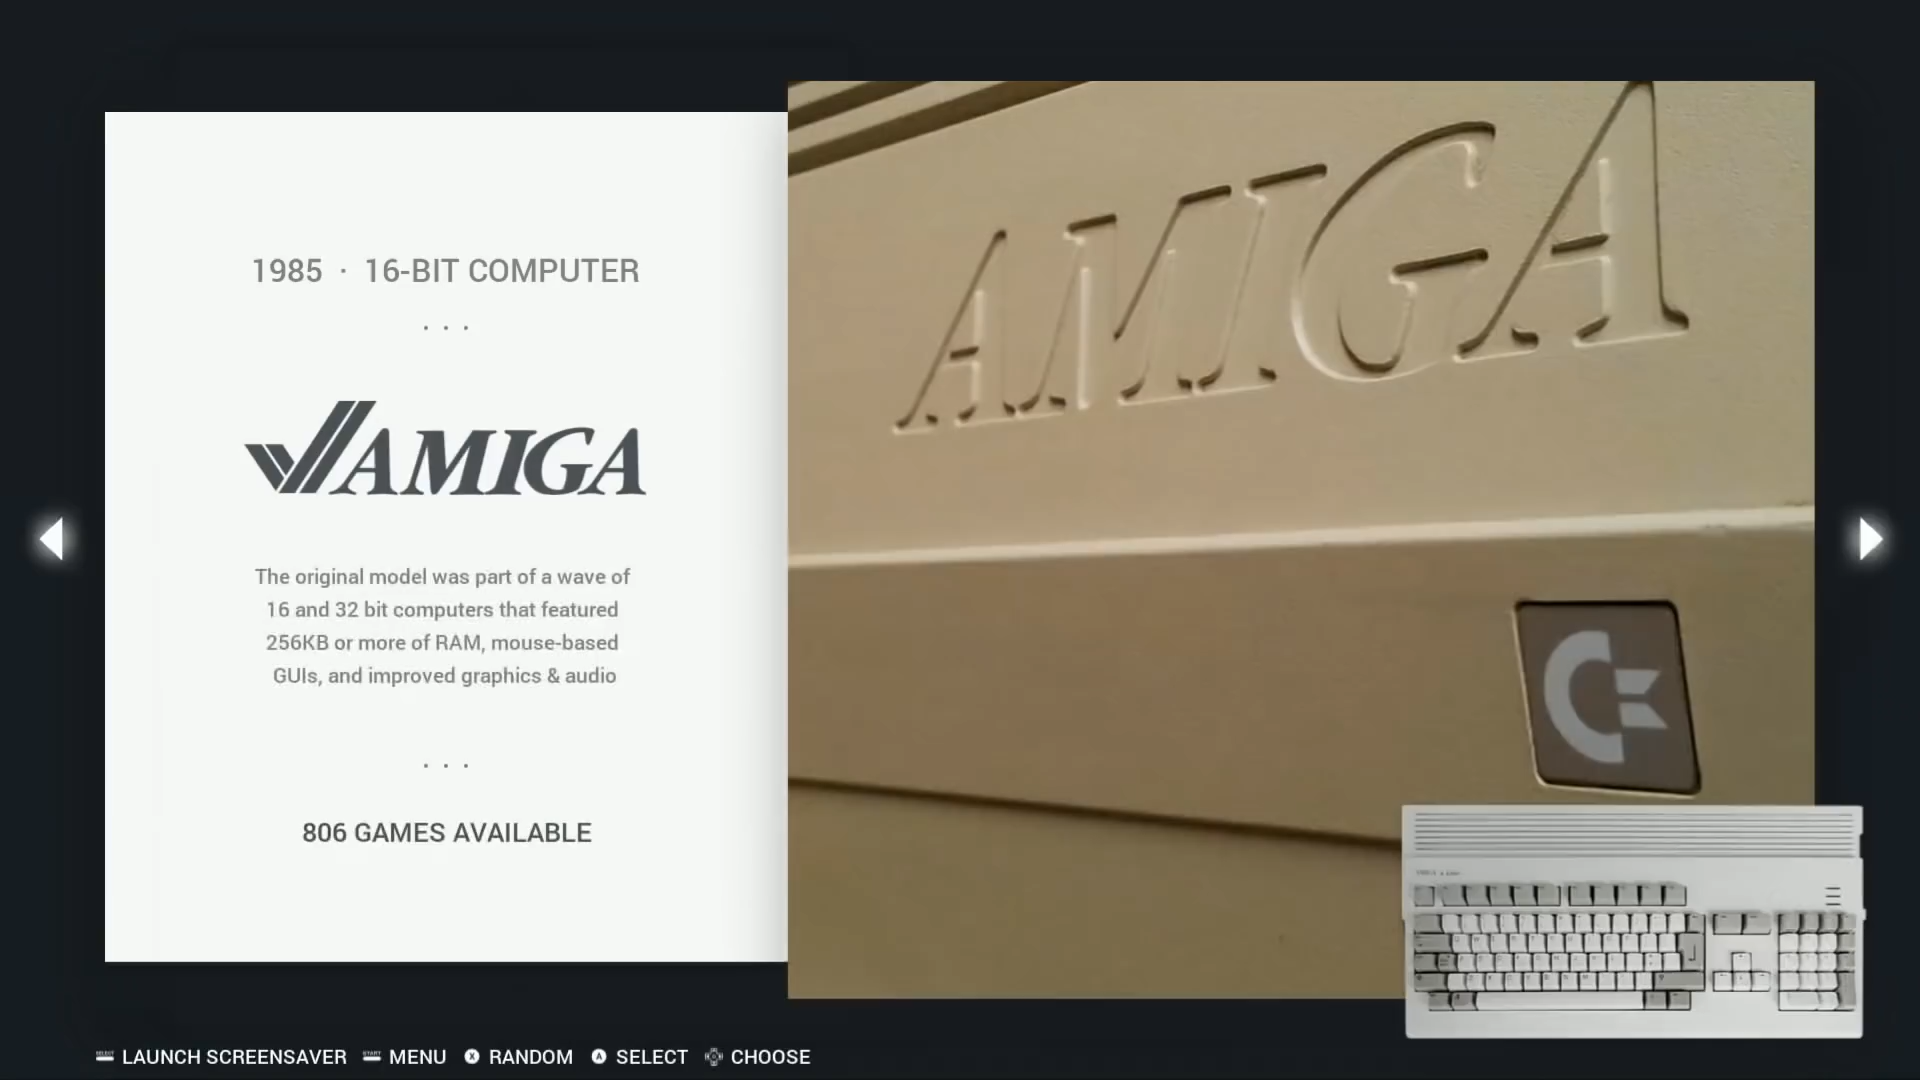 1985 · 16-BIT COMPUTER
. . .
AMIGA
The original model was part of a wave of
16 and 32 bit computers that featured
256KB or more of RAM, mouse-based
GUIs, and improved graphics & audio
. . .
806 GAMES AVAILABLE
AMIGA
SELECT LAUNCH SCREENSAVER START MENU X RANDOM A SELECT CHOOSE